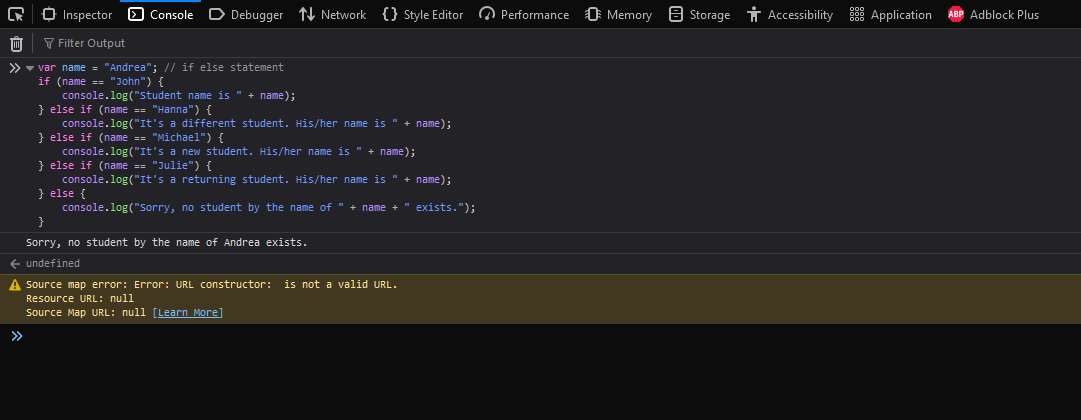 Inspector Console Debugger Network Style Editor Performance Memory Storage Accessibility Application ABP Adblock Plus
Filter Output
var name = "Andrea"; // if else statement
if (name == "John") {
    console.log("Student name is " + name);
} else if (name == "Hanna") {
    console.log("It's a different student. His/her name is " + name);
} else if (name == "Michael") {
    console.log("It's a new student. His/her name is " + name);
} else if (name == "Julie") {
    console.log("It's a returning student. His/her name is " + name);
} else {
    console.log("Sorry, no student by the name of " + name + " exists.");
}
Sorry, no student by the name of Andrea exists.
undefined
Source map error: Error: URL constructor:  is not a valid URL.
Resource URL: null
Source Map URL: null [Learn More]